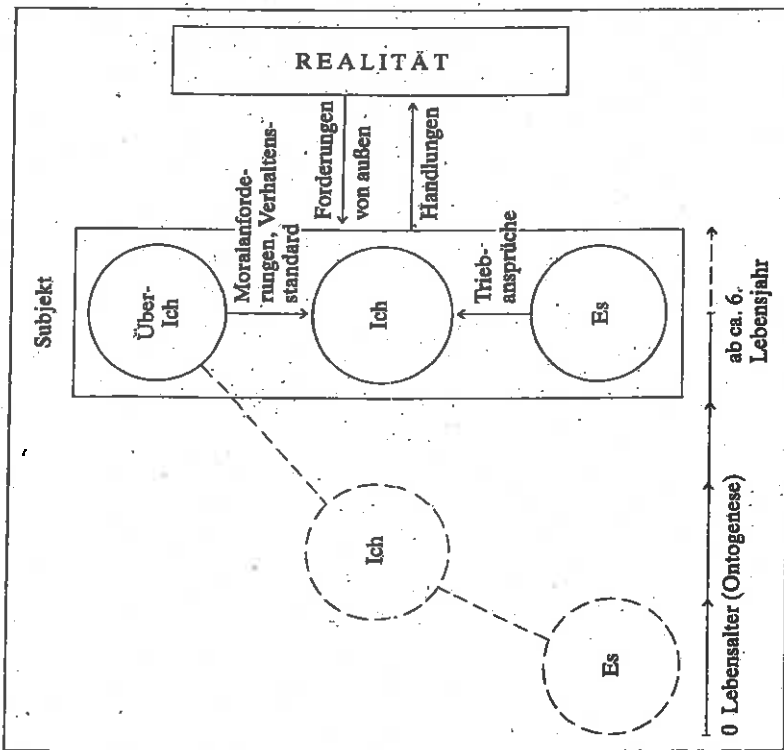 Subjekt
Über-
Ich
Moralanforde-
rungen, Verhaltens-
standard
Forderungen
von außen
REALITÄT
Ich
Ich
Handlungen
Trieb-
ansprüche
Es
Es
0 Lebensalter (Ontogenese)
ab ca. 6.
Lebensjahr